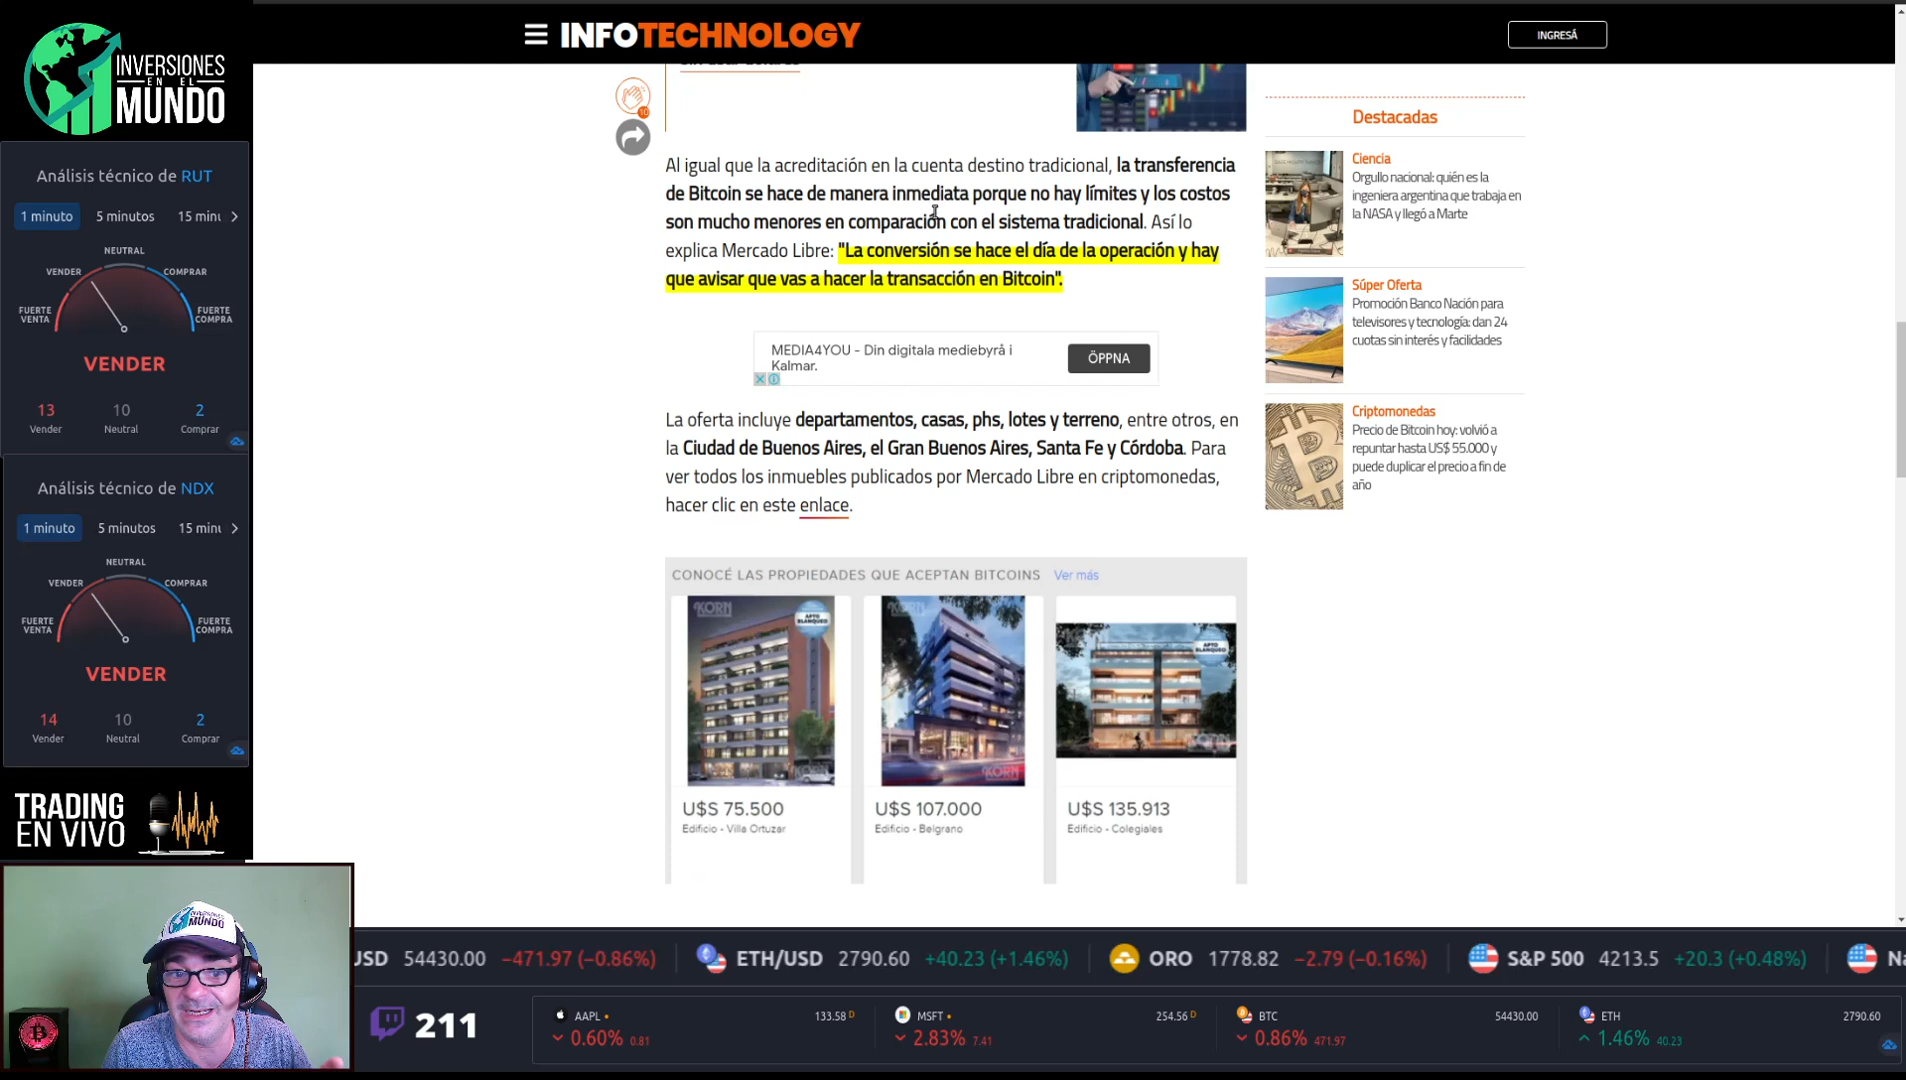 INVERSIONES
EN EL
MUNDO
Análisis técnico de RUT
1 minuto 5 minutos 15 minu
NEUTRAL
VENDER COMPRAR
FUERTE VENTA FUERTE COMPRA
VENDER
13 10 2
Vender Neutral Comprar
Análisis técnico de NDX
1 minuto 5 minutos 15 minu
NEUTRAL
VENDER COMPRAR
FUERTE VENTA FUERTE COMPRA
VENDER
14 10 2
Vender Neutral Comprar
TRADING
EN VIVO
INFOTECHNOLOGY
INGRESÁ
10
Al igual que la acreditación en la cuenta destino tradicional, la transferencia
de Bitcoin se hace de manera inmediata porque no hay límites y los costos
son mucho menores en comparación con el sistema tradicional. Así lo
explica Mercado Libre: "La conversión se hace el día de la operación y hay
que avisar que vas a hacer la transacción en Bitcoin".
MEDIA4YOU - Din digitala mediebyrå i
Kalmar.
ÖPPNA
La oferta incluye departamentos, casas, phs, lotes y terreno, entre otros, en
la Ciudad de Buenos Aires, el Gran Buenos Aires, Santa Fe y Córdoba. Para
ver todos los inmuebles publicados por Mercado Libre en criptomonedas,
hacer clic en este enlace.
CONOCÉ LAS PROPIEDADES QUE ACEPTAN BITCOINS Ver más
KORN
APTO
BLANQUEO
KORN
KORN
APTO
BLANQUEO
U$S 75.500 U$S 107.000 U$S 135.913
Edificio - Villa Ortuzar Edificio - Belgrano Edificio - Colegiales
Destacadas
Ciencia
Orgullo nacional: quién es la
ingeniera argentina que trabaja en
la NASA y llegó a Marte
Súper Oferta
Promoción Banco Nación para
televisores y tecnología: dan 24
cuotas sin interés y facilidades
Criptomonedas
Precio de Bitcoin hoy: volvió a
repuntar hasta US$ 55.000 y
puede duplicar el precio a fin de
año
INVERSIONES
MUNDO
USD 54430.00 −471.97 (−0.86%) ETH/USD 2790.60 +40.23 (+1.46%) ORO 1778.82 −2.79 (−0.16%) S&P 500 4213.5 +20.3 (+0.48%) Na
211
AAPL 133.58 D MSFT 254.56 D BTC 54430.00 ETH 2790.60
0.60% 0.81 2.83% 7.41 0.86% 471.97 1.46% 40.23